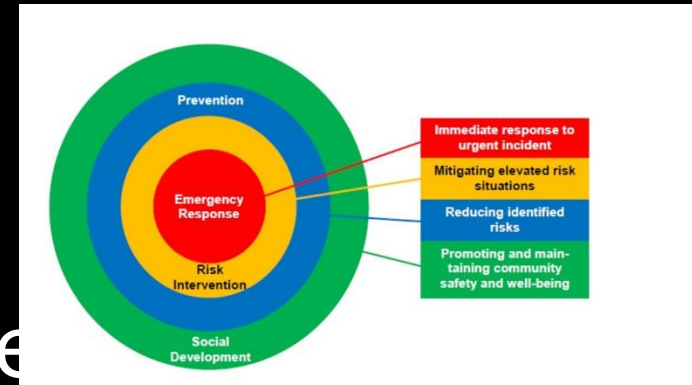 Prevention
Emergency
Response
Risk
Intervention
Social
Development
Immediate response to
urgent incident
Mitigating elevated risk
situations
Reducing identified
risks
Promoting and main-
taining community
safety and well-being